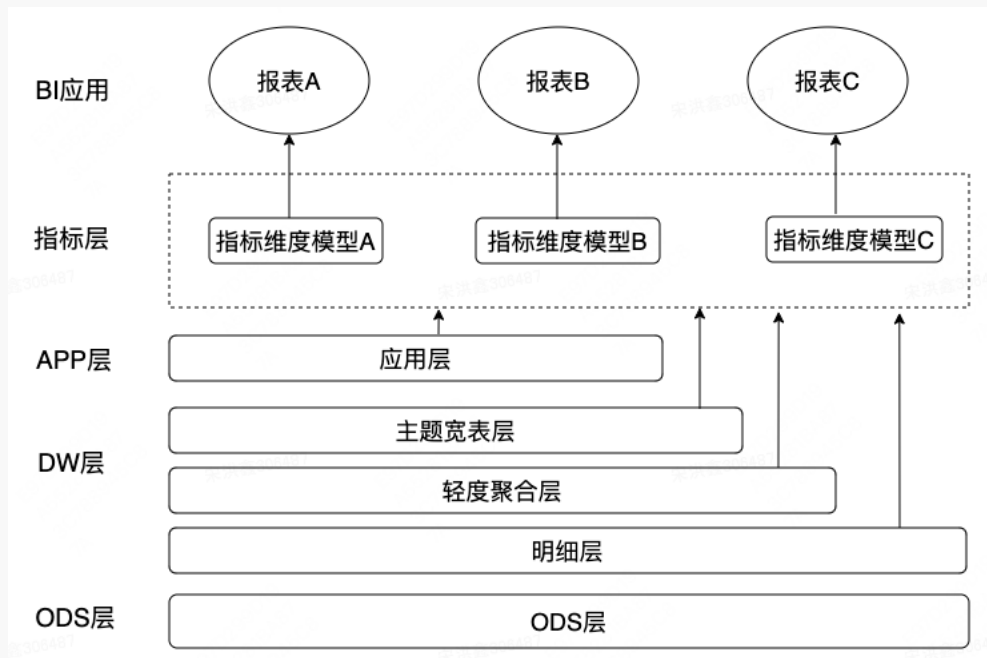 BI应用
报表A
报表B
报表C
指标层
指标维度模型A
指标维度模型B
指标维度模型C
APP层
应用层
DW层
主题宽表层
轻度聚合层
明细层
ODS层
ODS层